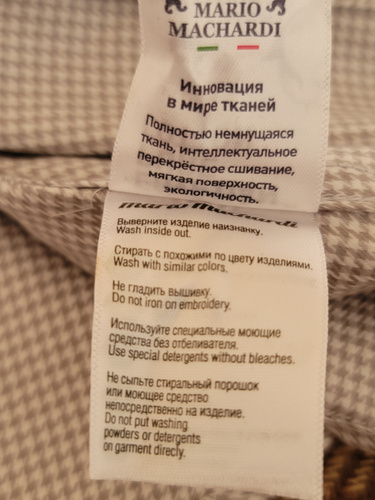 MARIO
MACHARDI
Инновация
в мире тканей
Полностью немнущаяся
ткань, интеллектуальное
перекрёстное сшивание,
мягкая поверхность,
экологичность.
Mario Machardi
Выверните изделие наизнанку.
Wash inside out.
Стирать с похожими по цвету изделиями.
Wash with similar colors.
Не гладить вышивку.
Do not iron on embroidery.
Используйте специальные моющие
средства без отбеливателя.
Use special detergents without bleaches.
Не сыпьте стиральный порошок
или моющее средство
непосредственно на изделие.
Do not put washing
powders or detergents
on garment direcly.